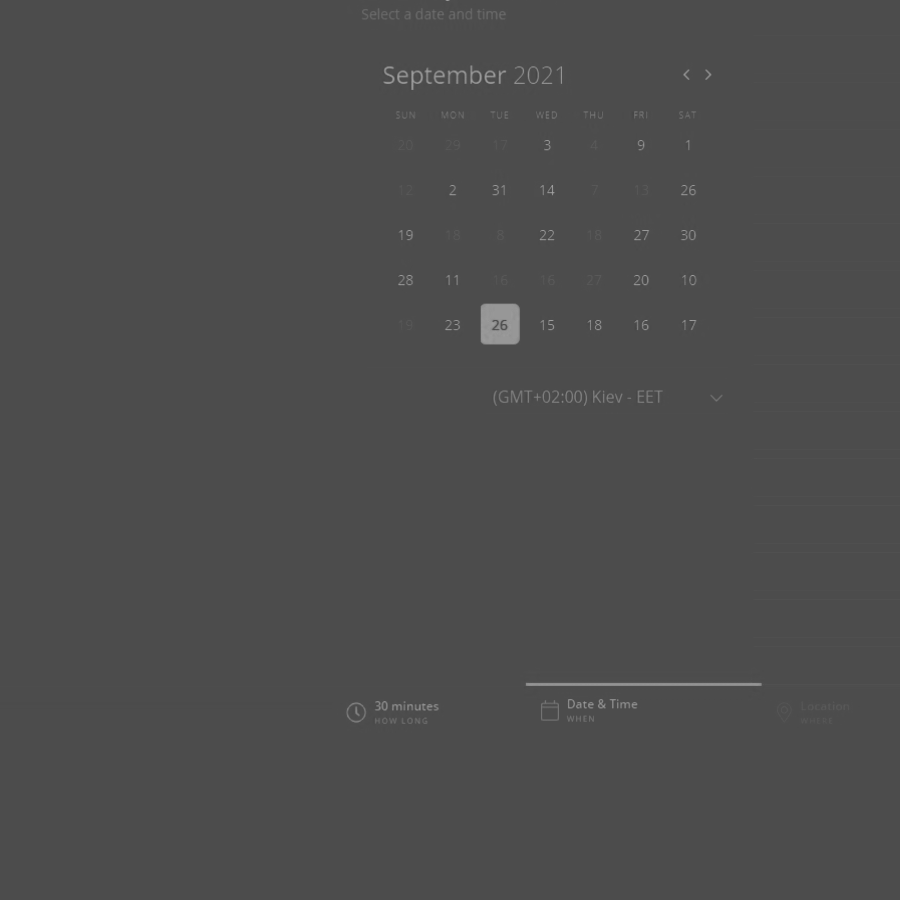 Select a date and time
September 2021
SUN MON TUE WED THU FRI SAT
20 29 17 3 4 9 1
12 2 31 14 7 13 26
19 18 8 22 18 27 30
28 11 16 16 27 20 10
19 23 26 15 18 16 17
(GMT+02:00) Kiev - EET
30 minutes
HOW LONG
Date & Time
WHEN
Location
WHERE